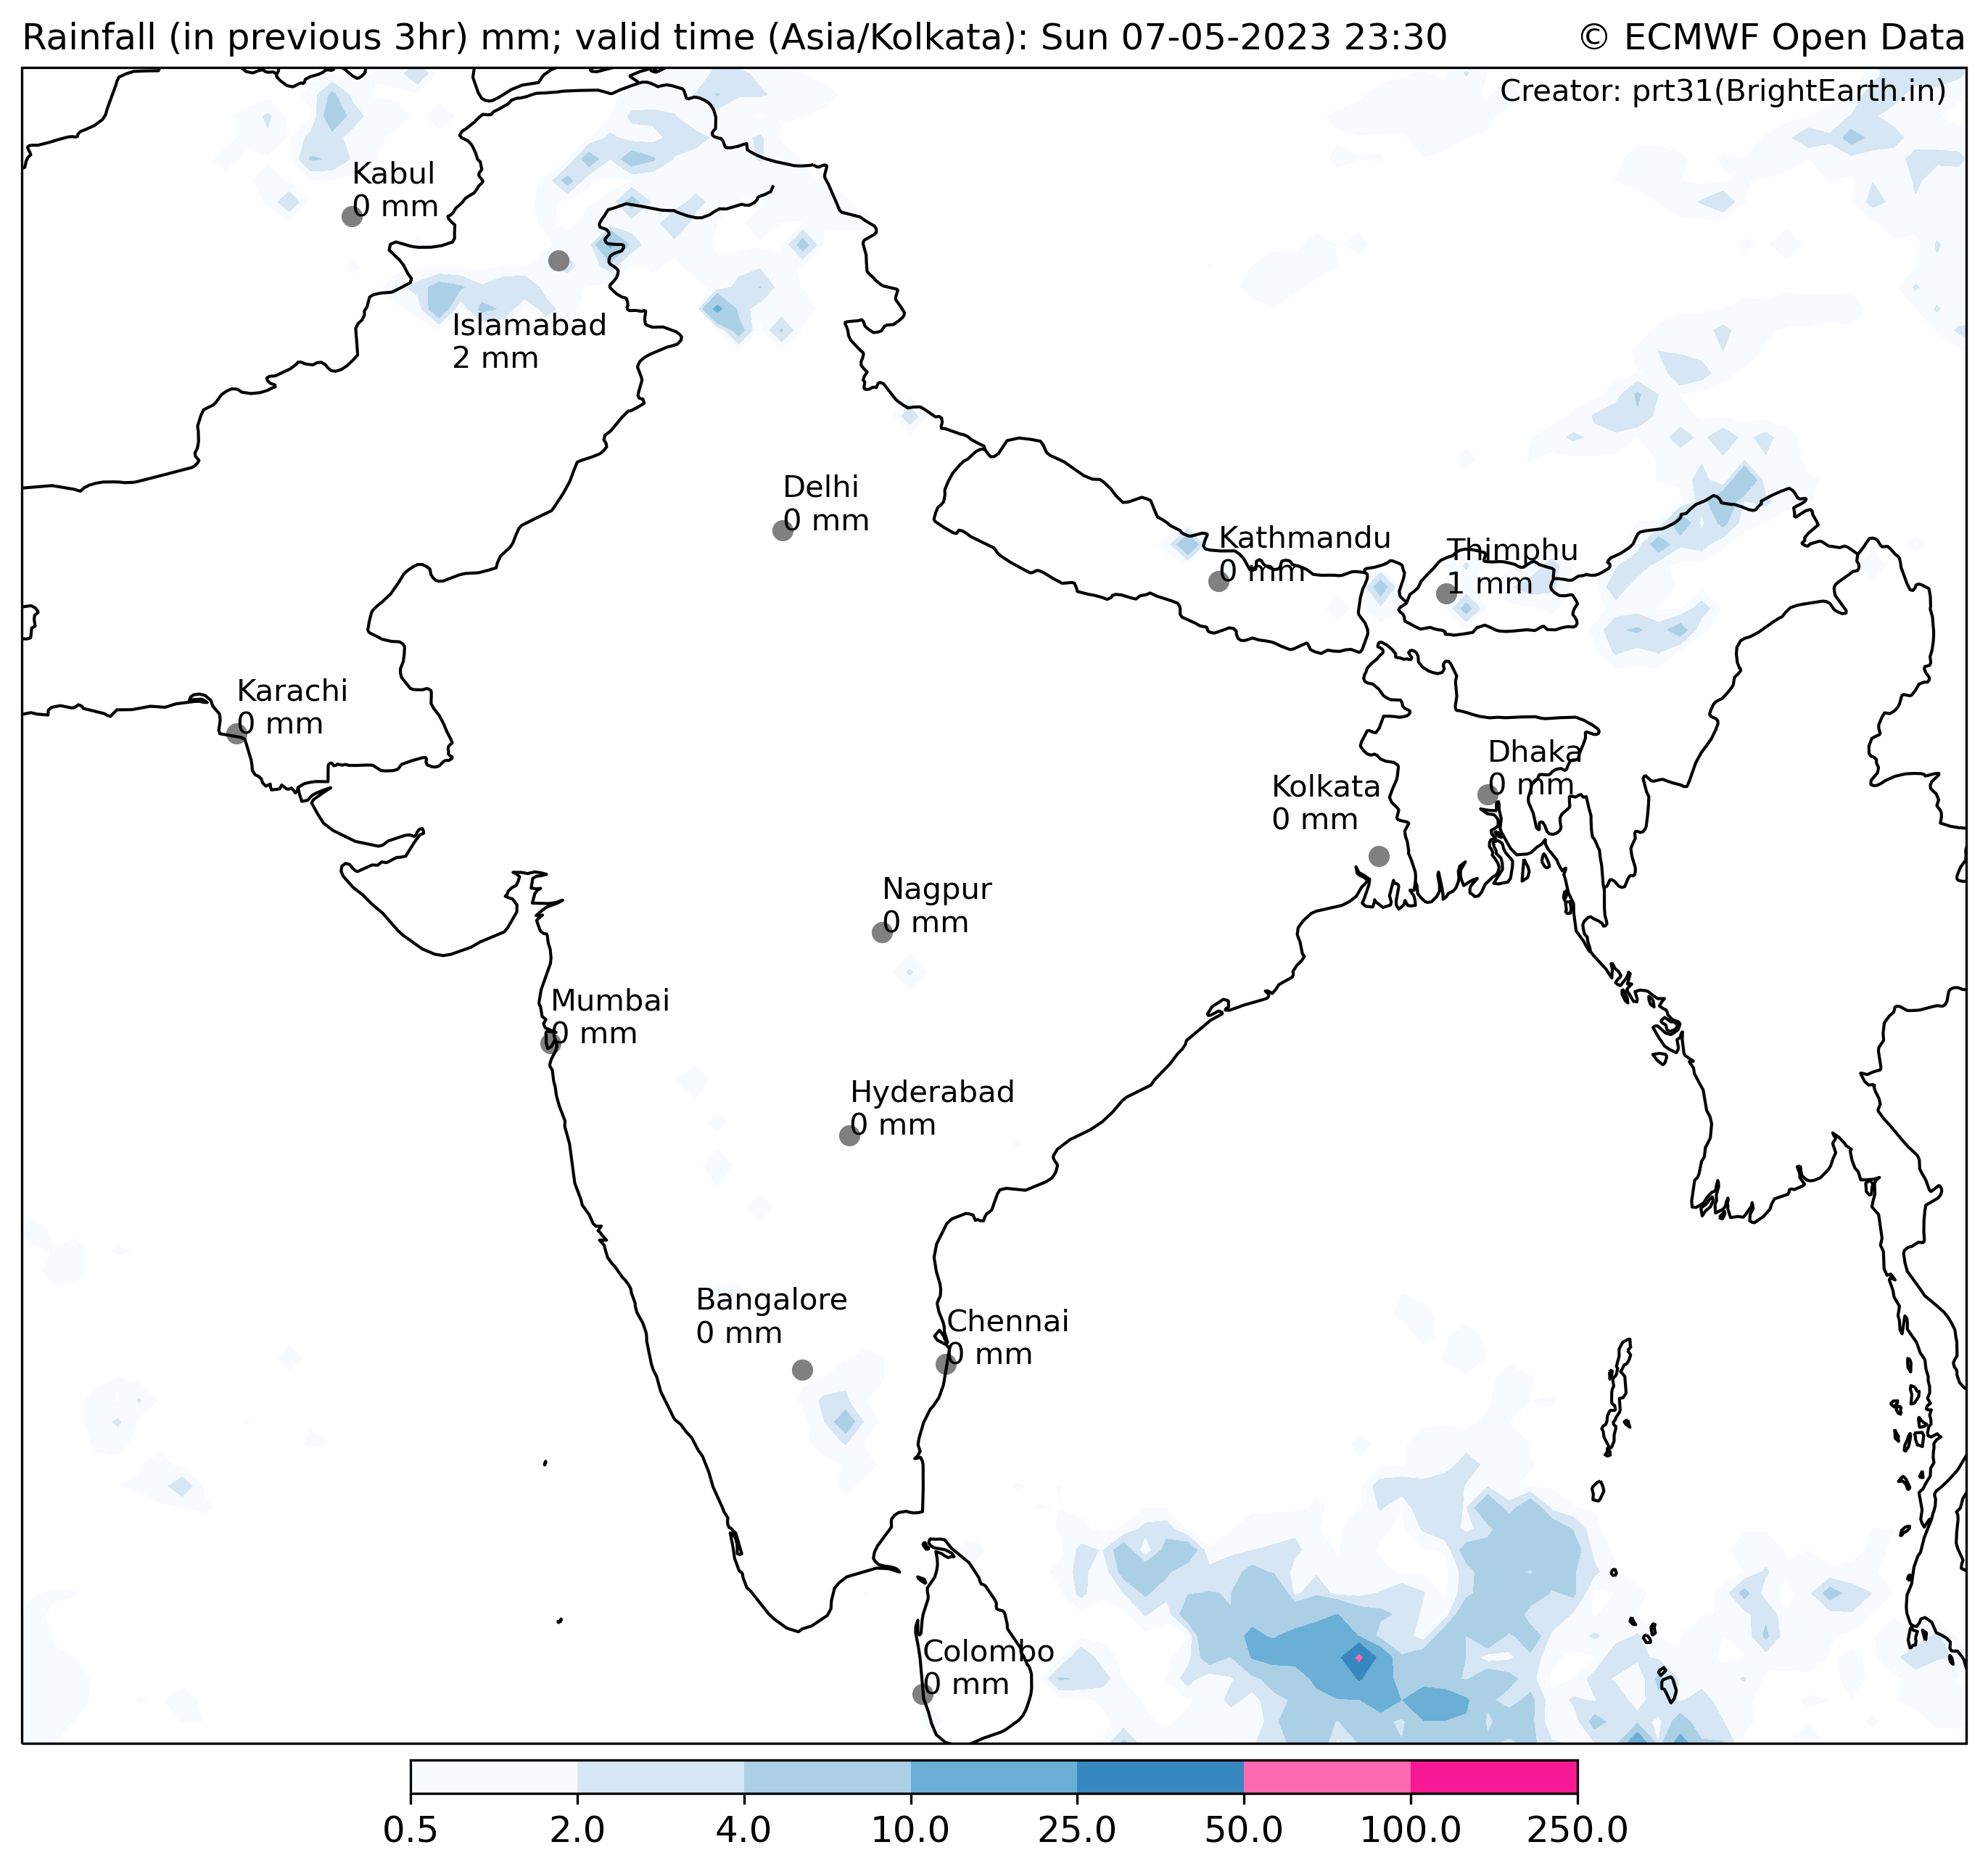 Rainfall (in previous 3hr) mm; valid time (Asia/Kolkata): Sun 07-05-2023 23:30
© ECMWF Open Data
Creator: prt31(BrightEarth.in)
Kabul
0 mm
Islamabad
2 mm
Delhi
0 mm
Kathmandu
0 mm
Thimphu
1 mm
Karachi
0 mm
Dhaka
0 mm
Kolkata
0 mm
Nagpur
0 mm
Mumbai
0 mm
Hyderabad
0 mm
Bangalore
0 mm
Chennai
0 mm
Colombo
0 mm
0.5 2.0 4.0 10.0 25.0 50.0 100.0 250.0